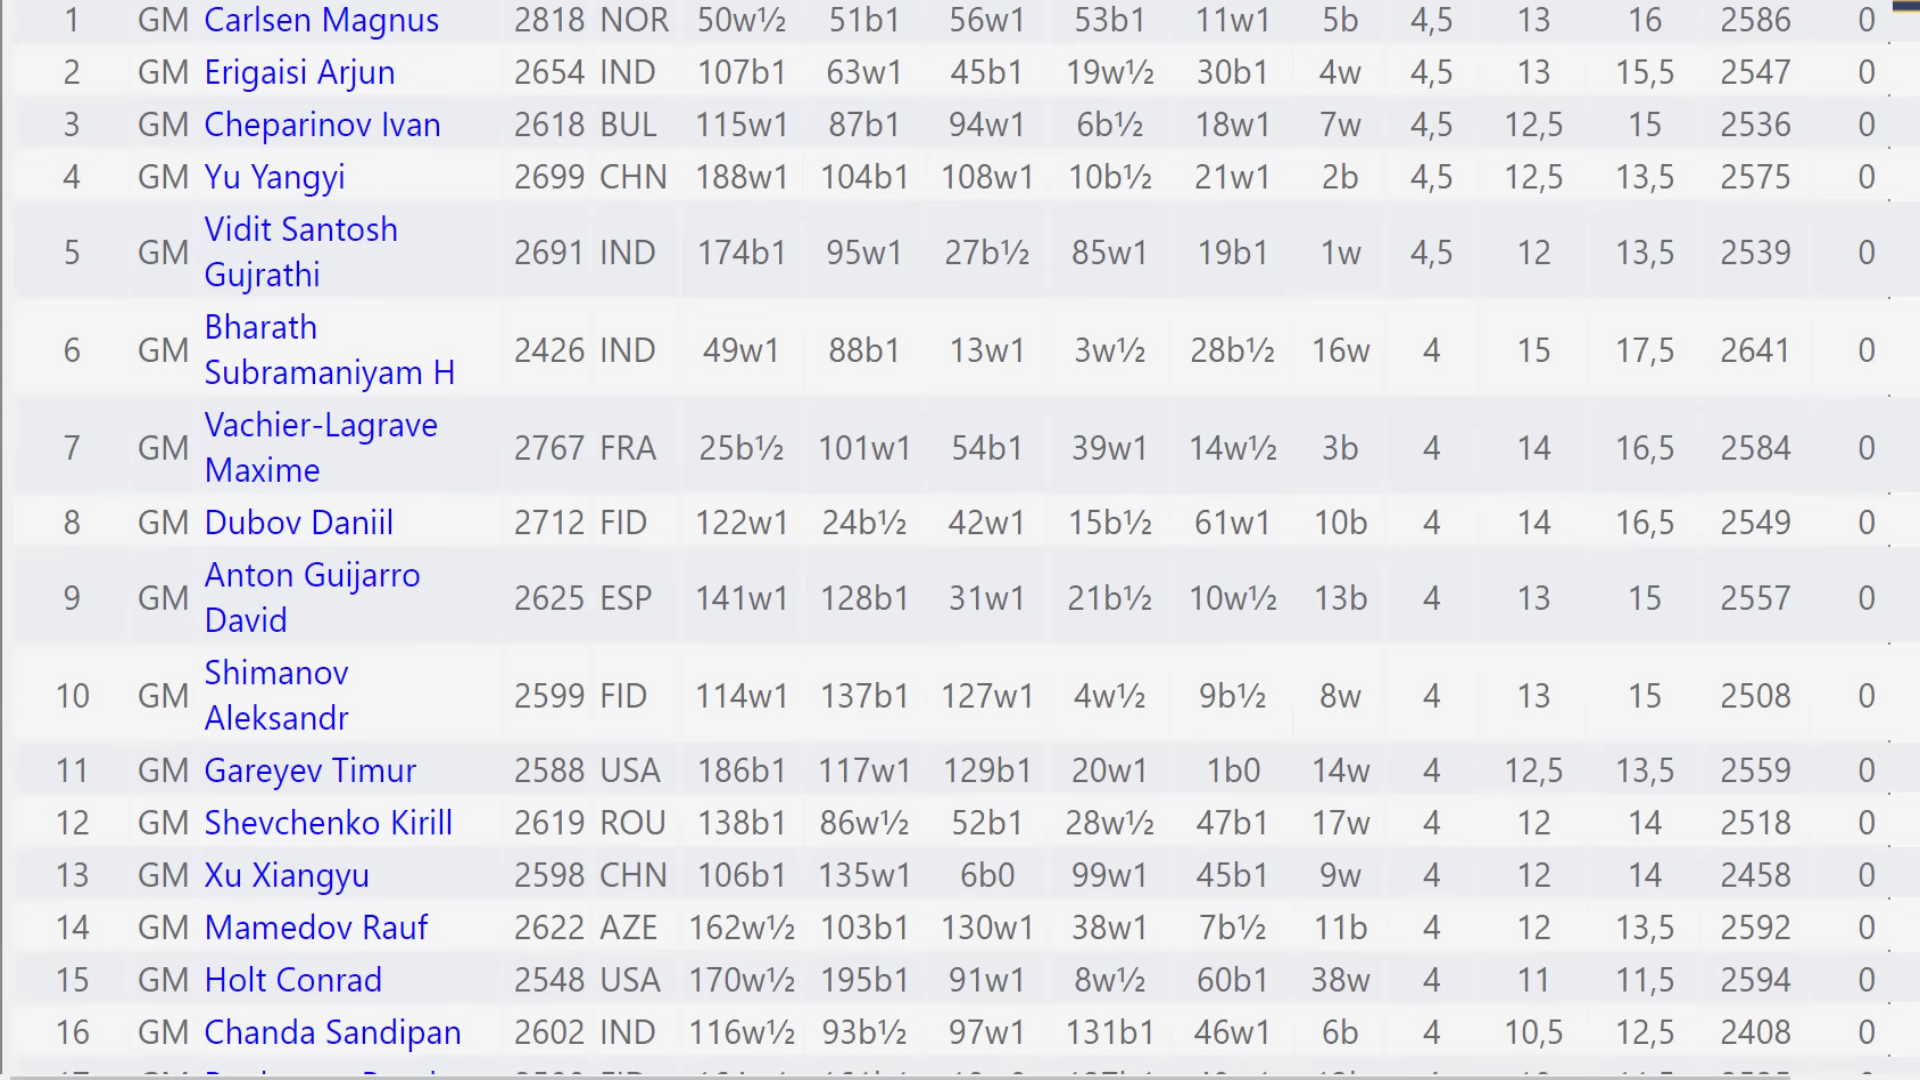 1 GM Carlsen Magnus 2818 NOR 50w½ 51b1 56w1 53b1 11w1 5b 4,5 13 16 2586 0
2 GM Erigaisi Arjun 2654 IND 107b1 63w1 45b1 19w½ 30b1 4w 4,5 13 15,5 2547 0
3 GM Cheparinov Ivan 2618 BUL 115w1 87b1 94w1 6b½ 18w1 7w 4,5 12,5 15 2536 0
4 GM Yu Yangyi 2699 CHN 188w1 104b1 108w1 10b½ 21w1 2b 4,5 12,5 13,5 2575 0
Vidit Santosh
5 GM Gujrathi 2691 IND 174b1 95w1 27b½ 85w1 19b1 1w 4,5 12 13,5 2539 0
Bharath
6 GM Subramaniyam H 2426 IND 49w1 88b1 13w1 3w½ 28b½ 16w 4 15 17,5 2641 0
Vachier-Lagrave
7 GM Maxime 2767 FRA 25b½ 101w1 54b1 39w1 14w½ 3b 4 14 16,5 2584 0
8 GM Dubov Daniil 2712 FID 122w1 24b½ 42w1 15b½ 61w1 10b 4 14 16,5 2549 0
Anton Guijarro
9 GM David 2625 ESP 141w1 128b1 31w1 21b½ 10w½ 13b 4 13 15 2557 0
Shimanov
10 GM Aleksandr 2599 FID 114w1 137b1 127w1 4w½ 9b½ 8w 4 13 15 2508 0
11 GM Gareyev Timur 2588 USA 186b1 117w1 129b1 20w1 1b0 14w 4 12,5 13,5 2559 0
12 GM Shevchenko Kirill 2619 ROU 138b1 86w½ 52b1 28w½ 47b1 17w 4 12 14 2518 0
13 GM Xu Xiangyu 2598 CHN 106b1 135w1 6b0 99w1 45b1 9w 4 12 14 2458 0
14 GM Mamedov Rauf 2622 AZE 162w½ 103b1 130w1 38w1 7b½ 11b 4 12 13,5 2592 0
15 GM Holt Conrad 2548 USA 170w½ 195b1 91w1 8w½ 60b1 38w 4 11 11,5 2594 0
16 GM Chanda Sandipan 2602 IND 116w½ 93b½ 97w1 131b1 46w1 6b 4 10,5 12,5 2408 0